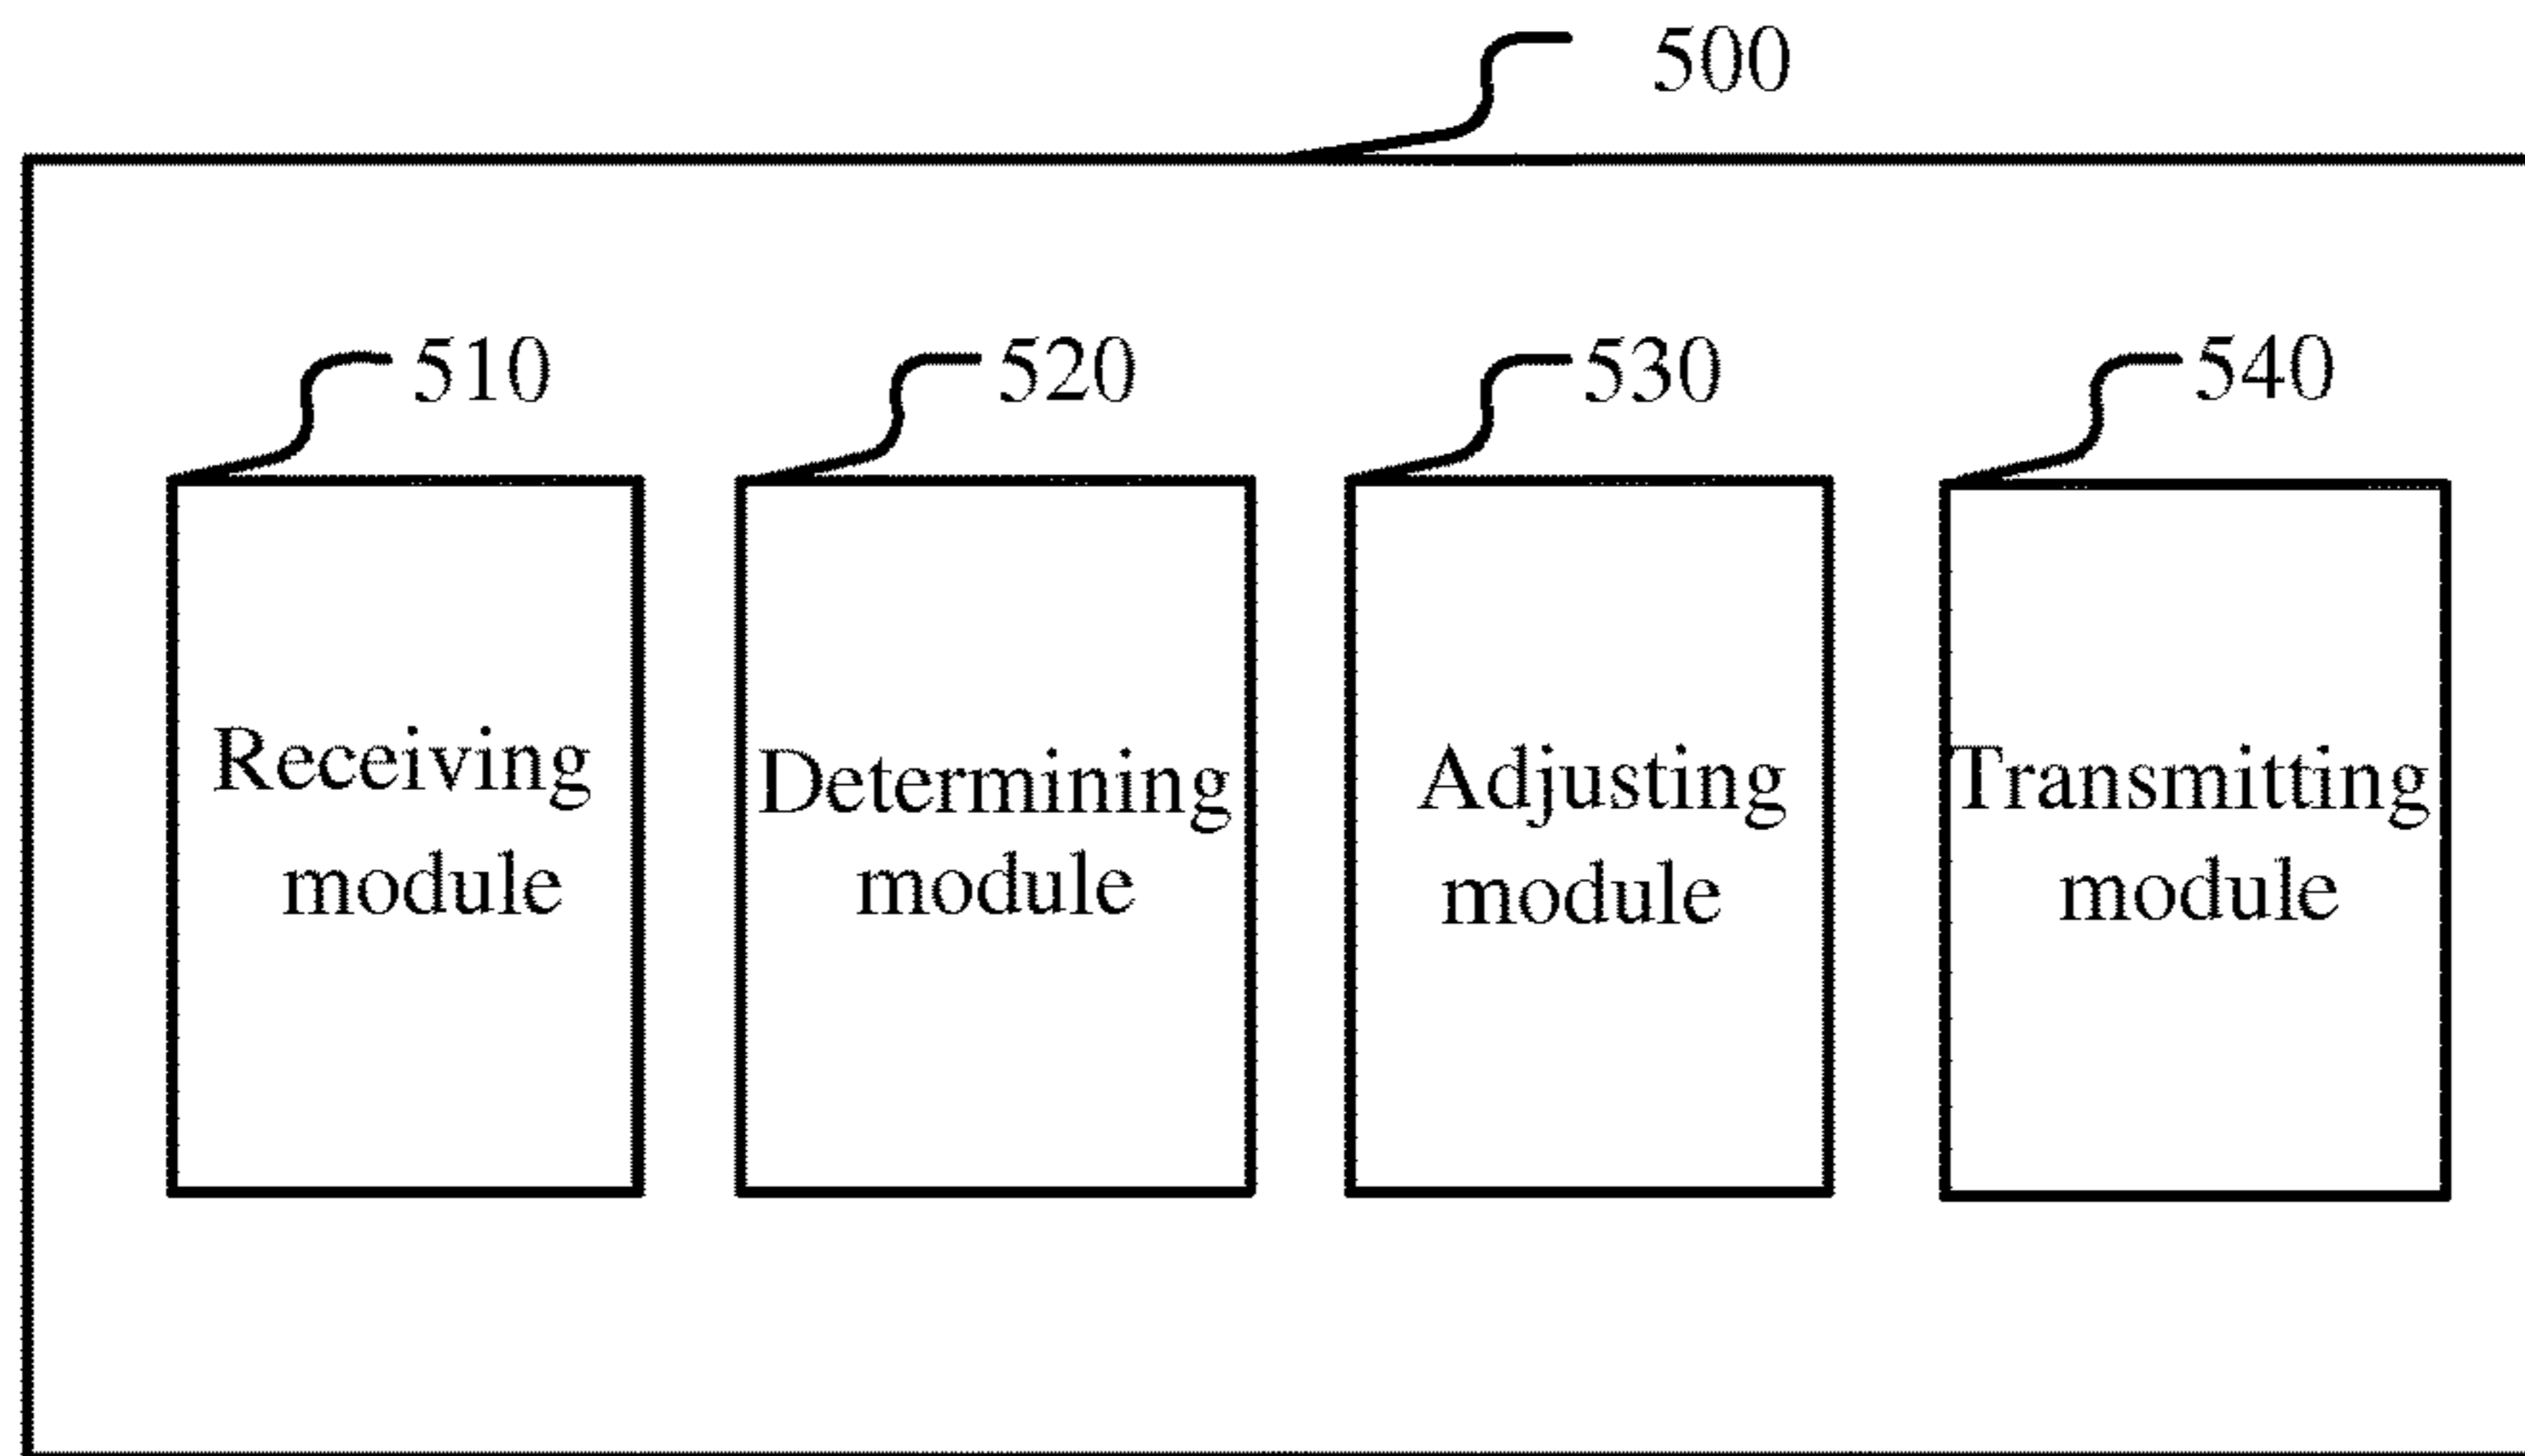 500
510
520
530
540
Receiving
module
Determining
module
Adjusting
module
Transmitting
module